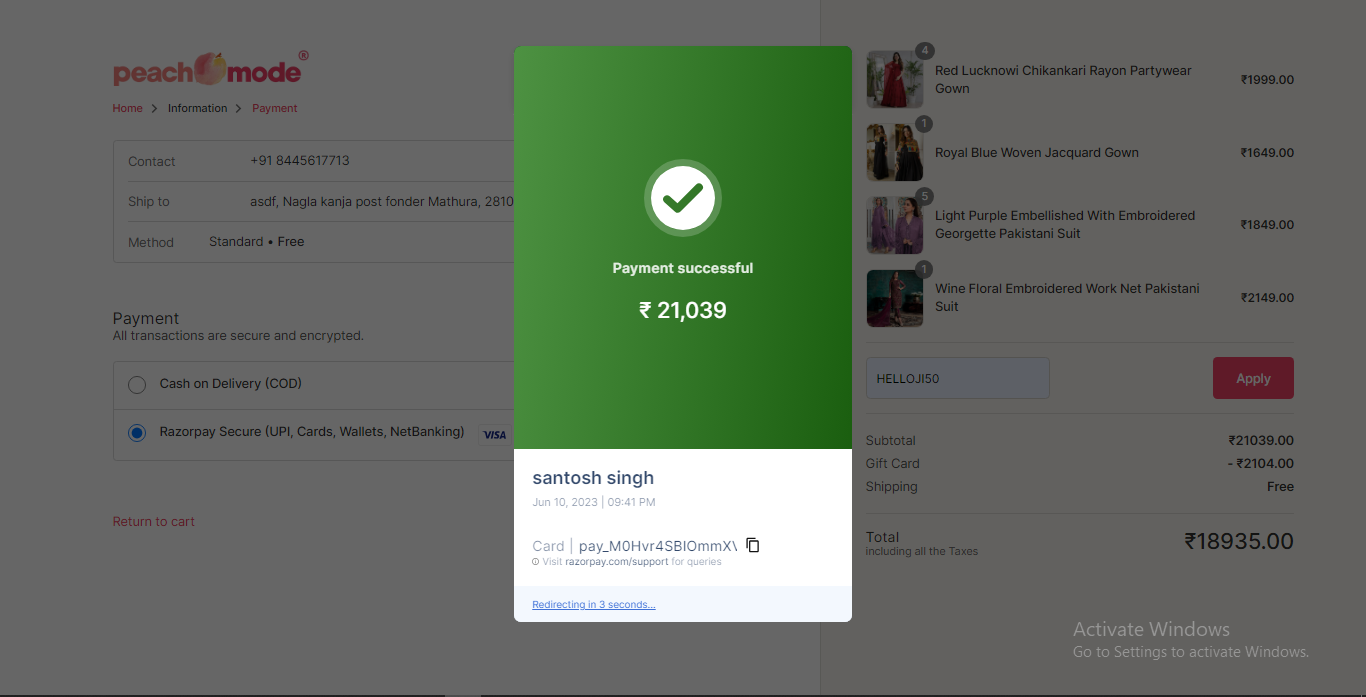 peach mode ®
Home > Information > Payment
Contact +91 8445617713
Ship to asdf, Nagla kanja post fonder Mathura, 2810
Method Standard • Free
Payment
All transactions are secure and encrypted.
Cash on Delivery (COD)
Razorpay Secure (UPI, Cards, Wallets, NetBanking) VISA
Return to cart
Payment successful
₹ 21,039
santosh singh
Jun 10, 2023 | 09:41 PM
Card |
Visit razorpay.com/support for queries
Redirecting in 3 seconds...
4
Red Lucknowi Chikankari Rayon Partywear
Gown
₹1999.00
1
Royal Blue Woven Jacquard Gown ₹1649.00
5
Light Purple Embellished With Embroidered
Georgette Pakistani Suit
₹1849.00
1
Wine Floral Embroidered Work Net Pakistani
Suit
₹2149.00
HELLOJI50 Apply
Subtotal ₹21039.00
Gift Card - ₹2104.00
Shipping Free
Total ₹18935.00
including all the Taxes
Activate Windows
Go to Settings to activate Windows.